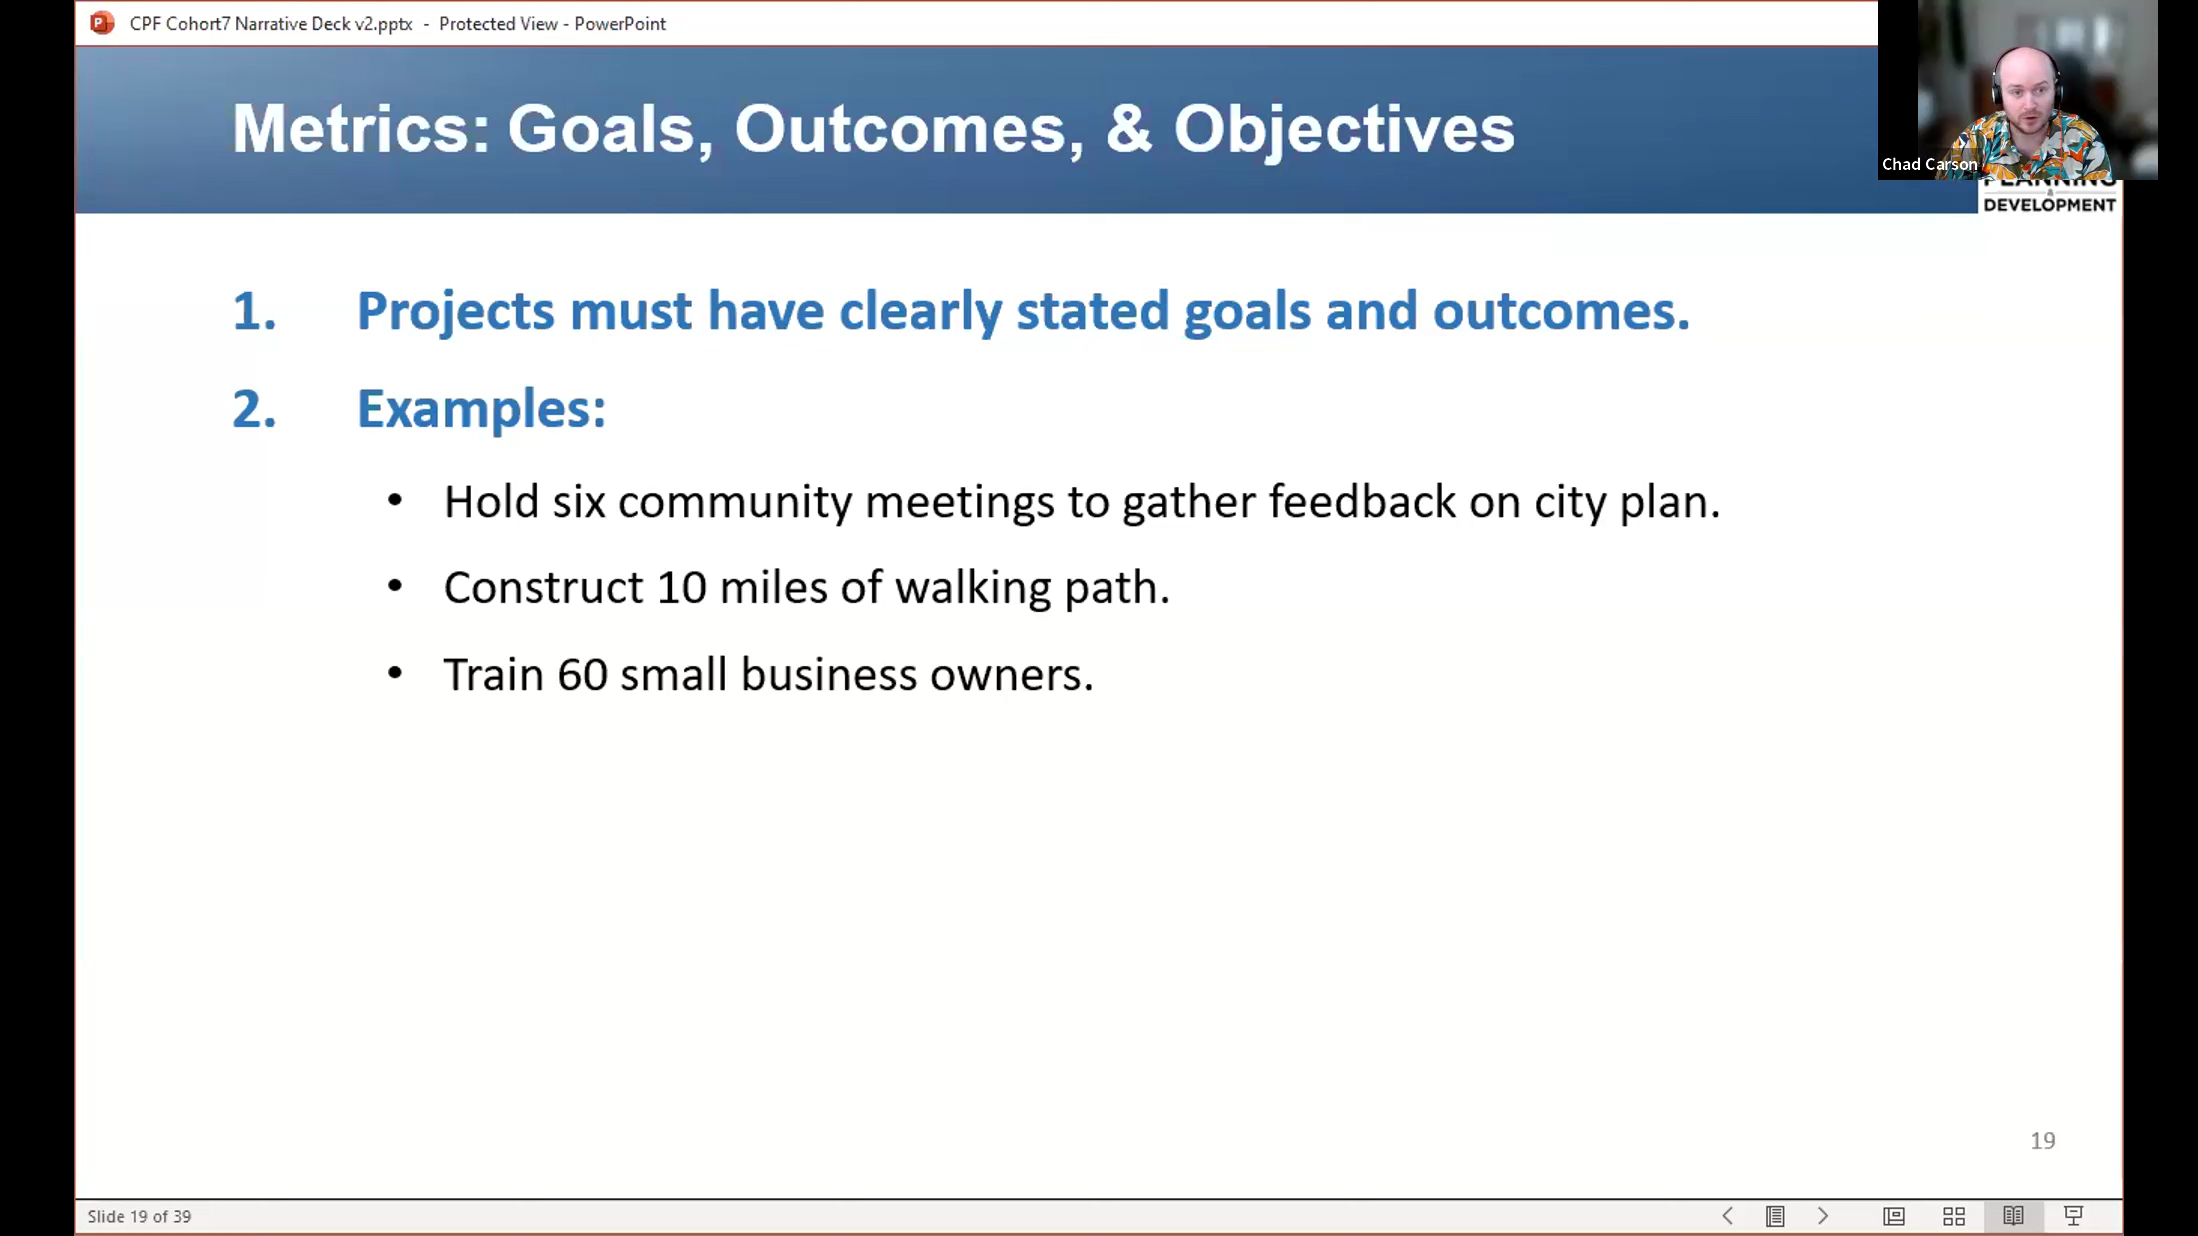 CPF Cohort7 Narrative Deck v2.pptx - Protected View - PowerPoint
Metrics: Goals, Outcomes, & Objectives
Chad Carson
PLANNING
&
DEVELOPMENT
1. Projects must have clearly stated goals and outcomes.
2. Examples:
• Hold six community meetings to gather feedback on city plan.
• Construct 10 miles of walking path.
• Train 60 small business owners.
19
Slide 19 of 39